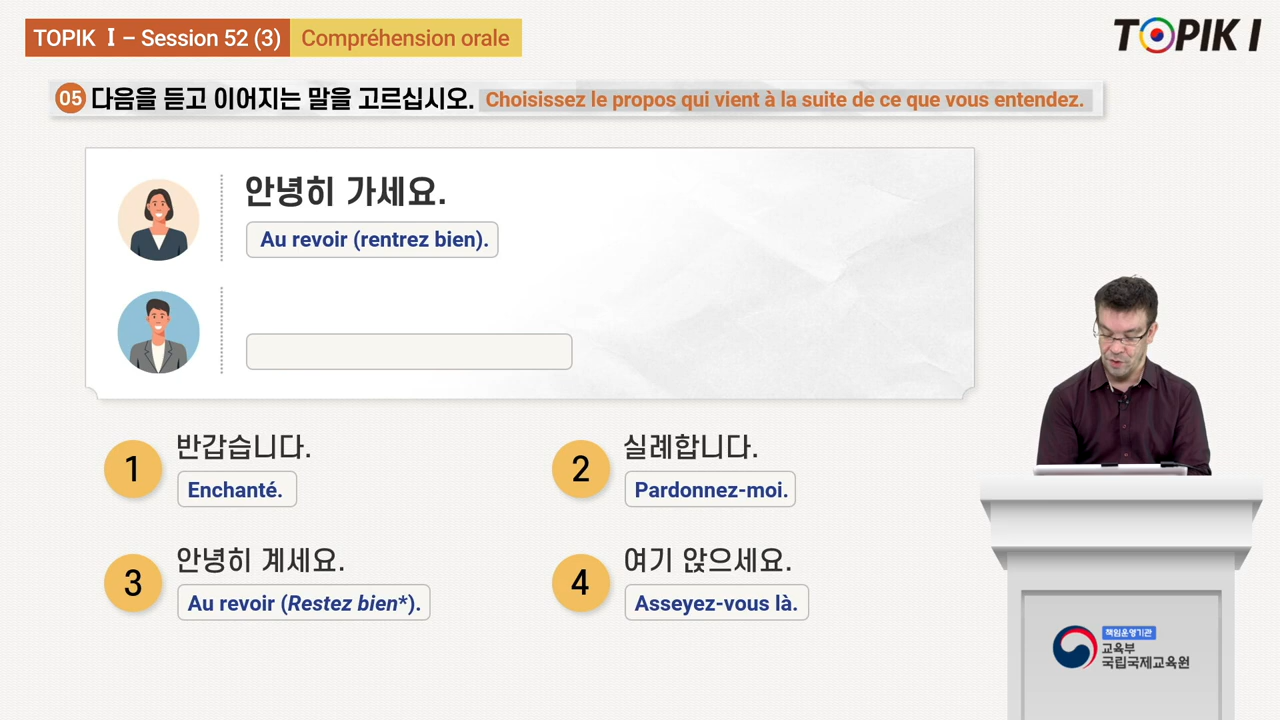 TOPIK Ⅰ – Session 52 (3) Compréhension orale
TOPIK I
05 다음을 듣고 이어지는 말을 고르십시오. Choisissez le propos qui vient à la suite de ce que vous entendez.
안녕히 가세요.
Au revoir (rentrez bien).
1 반갑습니다.
Enchanté.
2 실례합니다.
Pardonnez-moi.
3 안녕히 계세요.
Au revoir (Restez bien*).
4 여기 앉으세요.
Asseyez-vous là.
책임운영기관
교육부
국립국제교육원